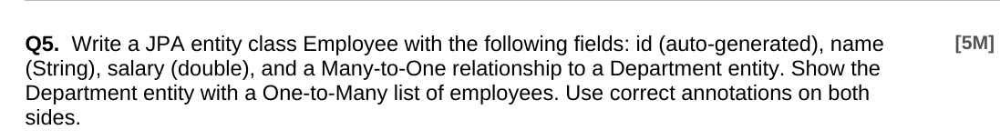 Q5. Write a JPA entity class Employee with the following fields: id (auto-generated), name [5M]
(String), salary (double), and a Many-to-One relationship to a Department entity. Show the
Department entity with a One-to-Many list of employees. Use correct annotations on both
sides.